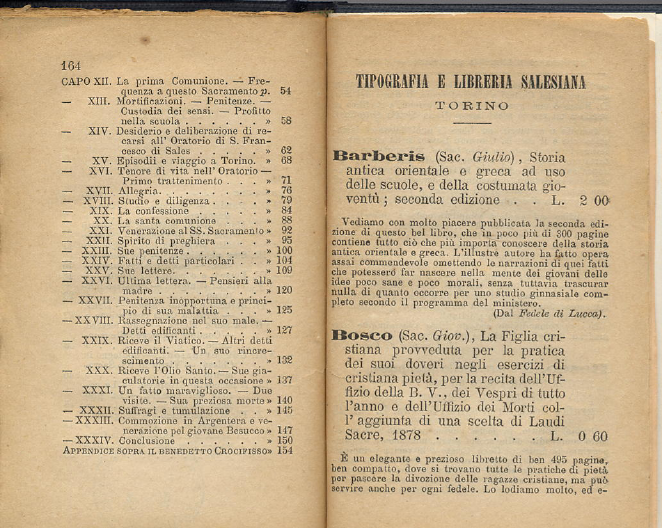 164
CAPO XII. La prima Comunione. — Fre-
quenza a questo Sacramento p. 54
— XIII. Mortificazioni. — Penitenze. —
Custodia dei sensi. — Profitto
nella scuola . . . . . . » 58
— XIV. Desiderio e deliberazione di re-
carsi all' Oratorio di S. Fran-
cesco di Sales . . . . . » 62
— XV. Episodii e viaggio a Torino. » 68
— XVI. Tenore di vita nell' Oratorio —
Primo trattenimento . . . » 71
— XVII. Allegria. . . . . . . . » 76
— XVIII. Studio e diligenza . . . . » 79
— XIX. La confessione . . . . . » 84
— XX. La santa comunione . . . » 88
— XXI. Venerazione al SS. Sacramento » 92
— XXII. Spirito di preghiera . . . » 95
— XXIII. Sue penitenze. . . . . . » 100
— XXIV. Fatti e detti particolari . . » 104
— XXV. Sue lettere. . . . . . . » 109
— XXVI. Ultima lettera. — Pensieri alla
madre . . . . . . . . » 120
— XXVII. Penitenza inopportuna e princi-
pio di sua malattia . . . » 125
— XXVIII. Rassegnazione nel suo male. —
Detti edificanti . . . . . » 127
— XXIX. Riceve il Viatico. — Altri detti
edificanti. — Un suo rincre-
scimento . . . . . . . » 132
— XXX. Riceve l'Olio Santo. — Sue gia-
culatorie in questa occasione » 137
— XXXI. Un fatto maraviglioso. — Due
visite. — Sua preziosa morte » 140
— XXXII. Suffragi e tumulazione . . » 145
— XXXIII. Commozione in Argentera e ve-
nerazione pel giovane Besucco » 147
— XXXIV. Conclusione . . . . . . » 150
APPENDICE SOPRA IL BENEDETTO CROCIFISSO » 154
TIPOGRAFIA E LIBRERIA SALESIANA
TORINO
Barberis (Sac. Giulio), Storia
antica orientale e greca ad uso
delle scuole, e della costumata gio-
ventù; seconda edizione . . L. 2 00
Vediamo con molto piacere pubblicata la seconda edi-
zione di questo bel libro, che in poco più di 300 pagine
contiene tutto ciò che più importa conoscere della storia
antica orientale e greca. L'illustre autore ha fatto opera
assai commendevole omettendo le narrazioni di quei fatti
che potessero far nascere nella mente dei giovani delle
idee poco sane e poco morali, senza tuttavia trascurar
nulla di quanto occorre per uno studio ginnasiale com-
pleto secondo il programma del ministero.
(Dal Fedele di Lucca).
Bosco (Sac. Giov.), La Figlia cri-
stiana provveduta per la pratica
dei suoi doveri negli esercizi di
cristiana pietà, per la recita dell'Uf-
fizio della B. V., dei Vespri di tutto
l'anno e dell'Uffizio dei Morti col-
l' aggiunta di una scelta di Laudi
Sacre, 1878 . . . . . . L. 0 60
È un elegante e prezioso libretto di ben 495 pagine,
ben compatto, dove si trovano tutte le pratiche di pietà
per pascere la divozione delle ragazze cristiane, ma può
servire anche per ogni fedele. Lo lodiamo molto, ed e-